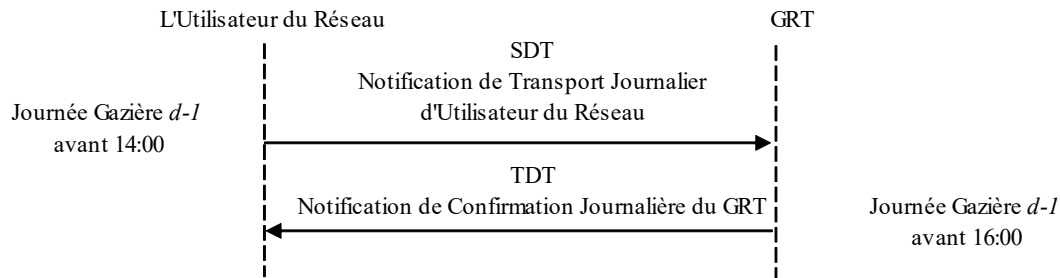 L'Utilisateur du Réseau
GRT
SDT
Notification de Transport Journalier
d'Utilisateur du Réseau
Journée Gazière d-1
avant 14:00
TDT
Notification de Confirmation Journalière du GRT
Journée Gazière d-1
avant 16:00